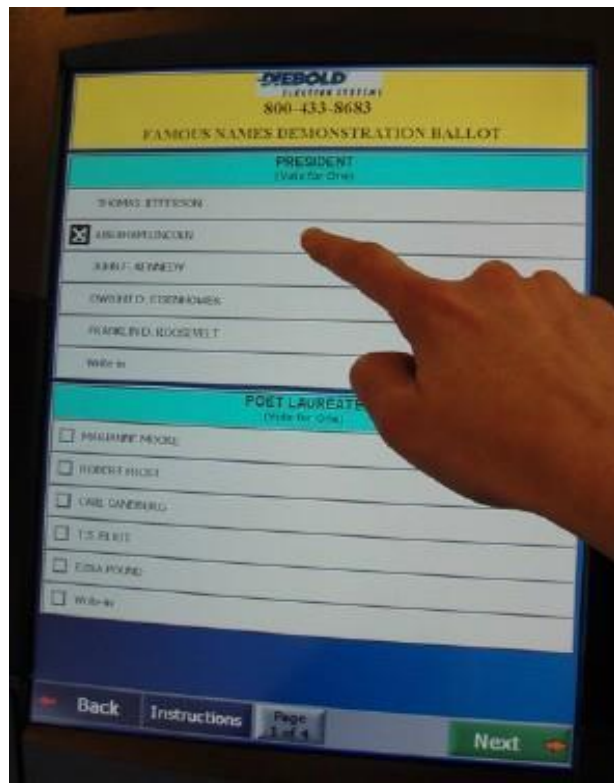 DIEBOLD
ELECTION SYSTEMS
800-433-8683
FAMOUS NAMES DEMONSTRATION BALLOT
PRESIDENT
(Vote for One)
THOMAS JEFFERSON
ABRAHAM LINCOLN
JOHN F. KENNEDY
DWIGHT D. EISENHOWER
FRANKLIN D. ROOSEVELT
Write-in
POET LAUREATE
(Vote for One)
MARIANNE MOORE
ROBERT FROST
CARL SANDBURG
T.S. ELIOT
EZRA POUND
Write-in
Back Instructions Page
1 of 4
Next